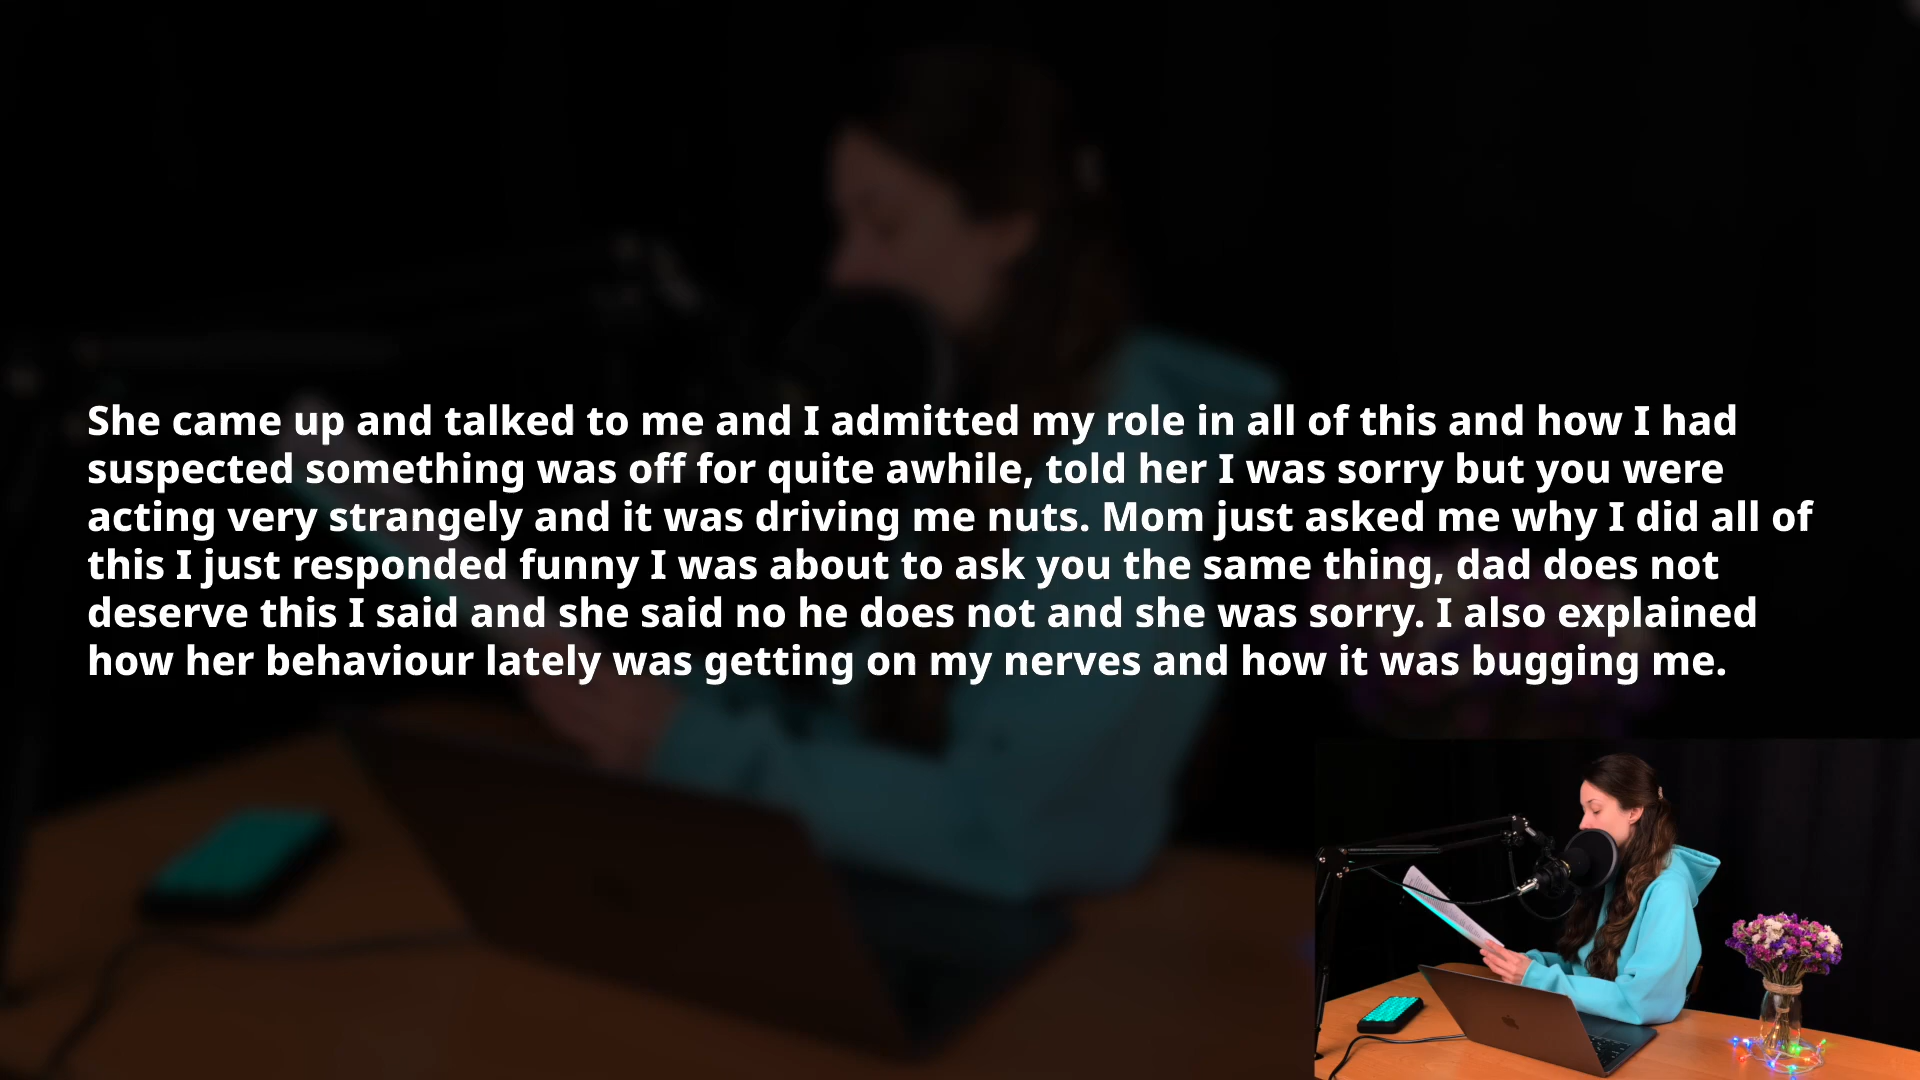 She came up and talked to me and I admitted my role in all of this and how I had
suspected something was off for quite awhile, told her I was sorry but you were
acting very strangely and it was driving me nuts. Mom just asked me why I did all of
this I just responded funny I was about to ask you the same thing, dad does not
deserve this I said and she said no he does not and she was sorry. I also explained
how her behaviour lately was getting on my nerves and how it was bugging me.